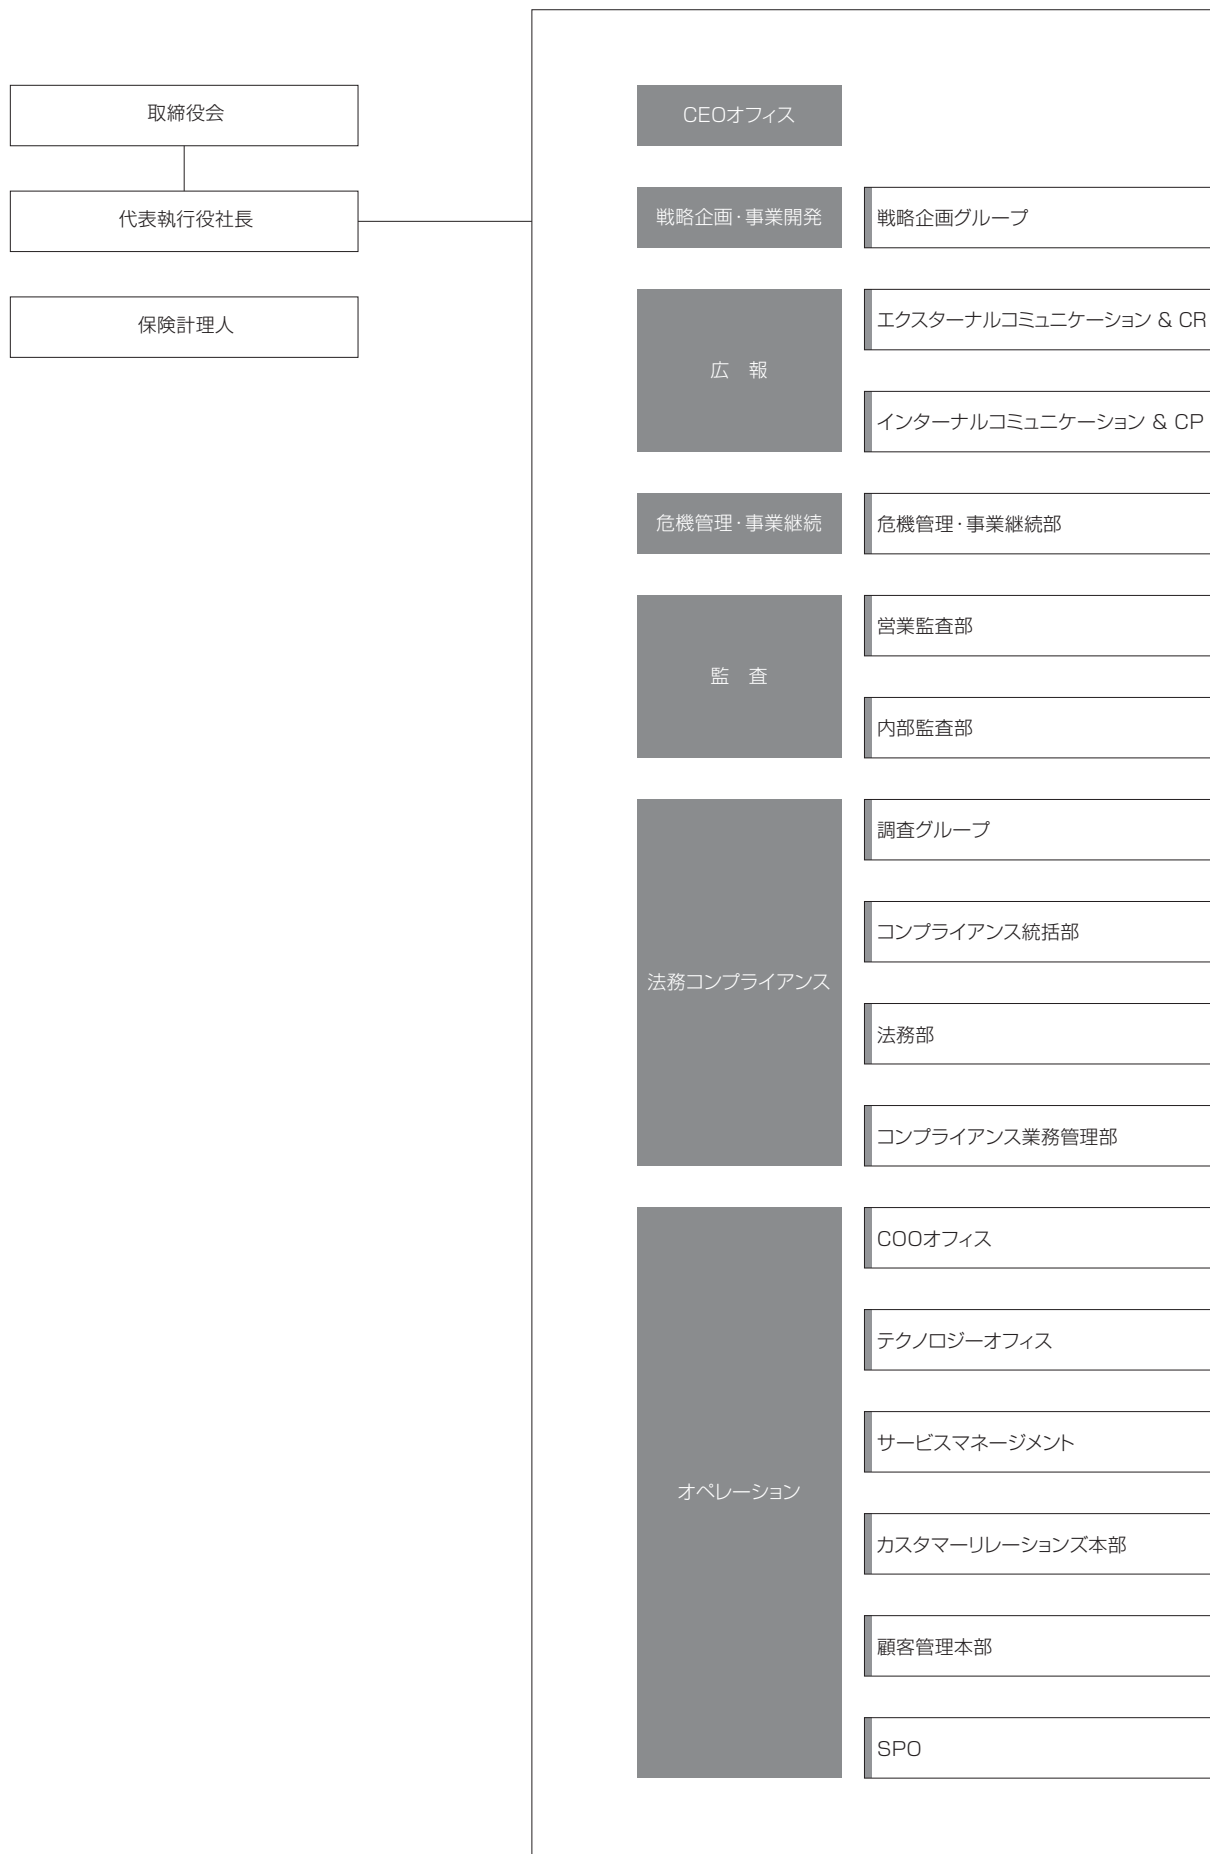 取締役会
代表執行役社長
保険計理人
CEOオフィス
戦略企画・事業開発
戦略企画グループ
広　報
エクスターナルコミュニケーション & CR
インターナルコミュニケーション & CP
危機管理・事業継続
危機管理・事業継続部
監　査
営業監査部
内部監査部
法務コンプライアンス
調査グループ
コンプライアンス統括部
法務部
コンプライアンス業務管理部
オペレーション
COOオフィス
テクノロジーオフィス
サービスマネージメント
カスタマーリレーションズ本部
顧客管理本部
SPO